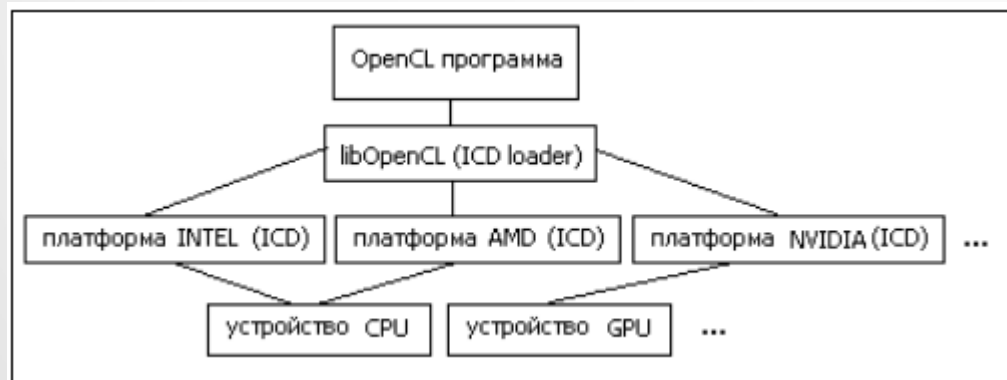 OpenCL программа
libOpenCL (ICD loader)
платформа INTEL (ICD) платформа AMD (ICD) платформа NVIDIA (ICD) ...
устройство CPU устройство GPU ...